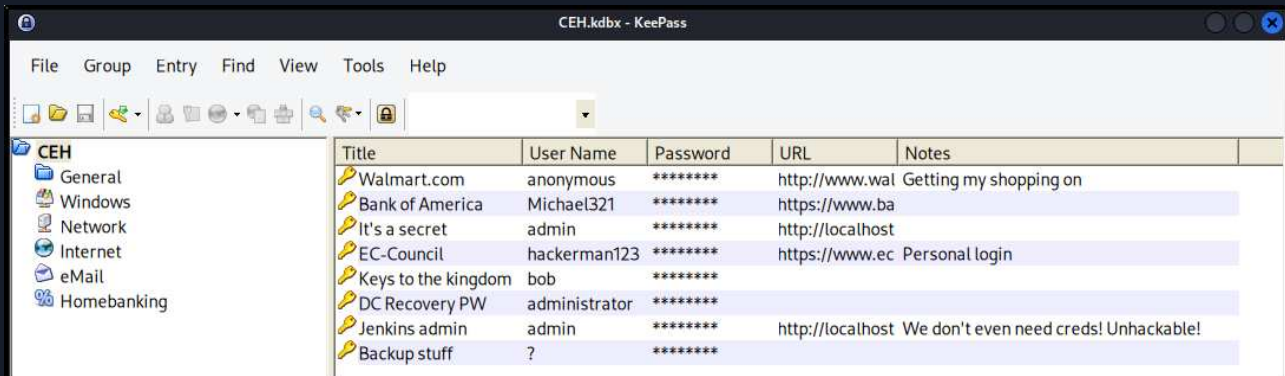 CEH.kdbx - KeePass
File Group Entry Find View Tools Help
CEH
General
Windows
Network
Internet
eMail
Homebanking
Title User Name Password URL Notes
Walmart.com anonymous ******** http://www.wal Getting my shopping on
Bank of America Michael321 ******** https://www.ba
It's a secret admin ******** http://localhost
EC-Council hackerman123 ******** https://www.ec Personal login
Keys to the kingdom bob ********
DC Recovery PW administrator ********
Jenkins admin admin ******** http://localhost We don't even need creds! Unhackable!
Backup stuff ? ********